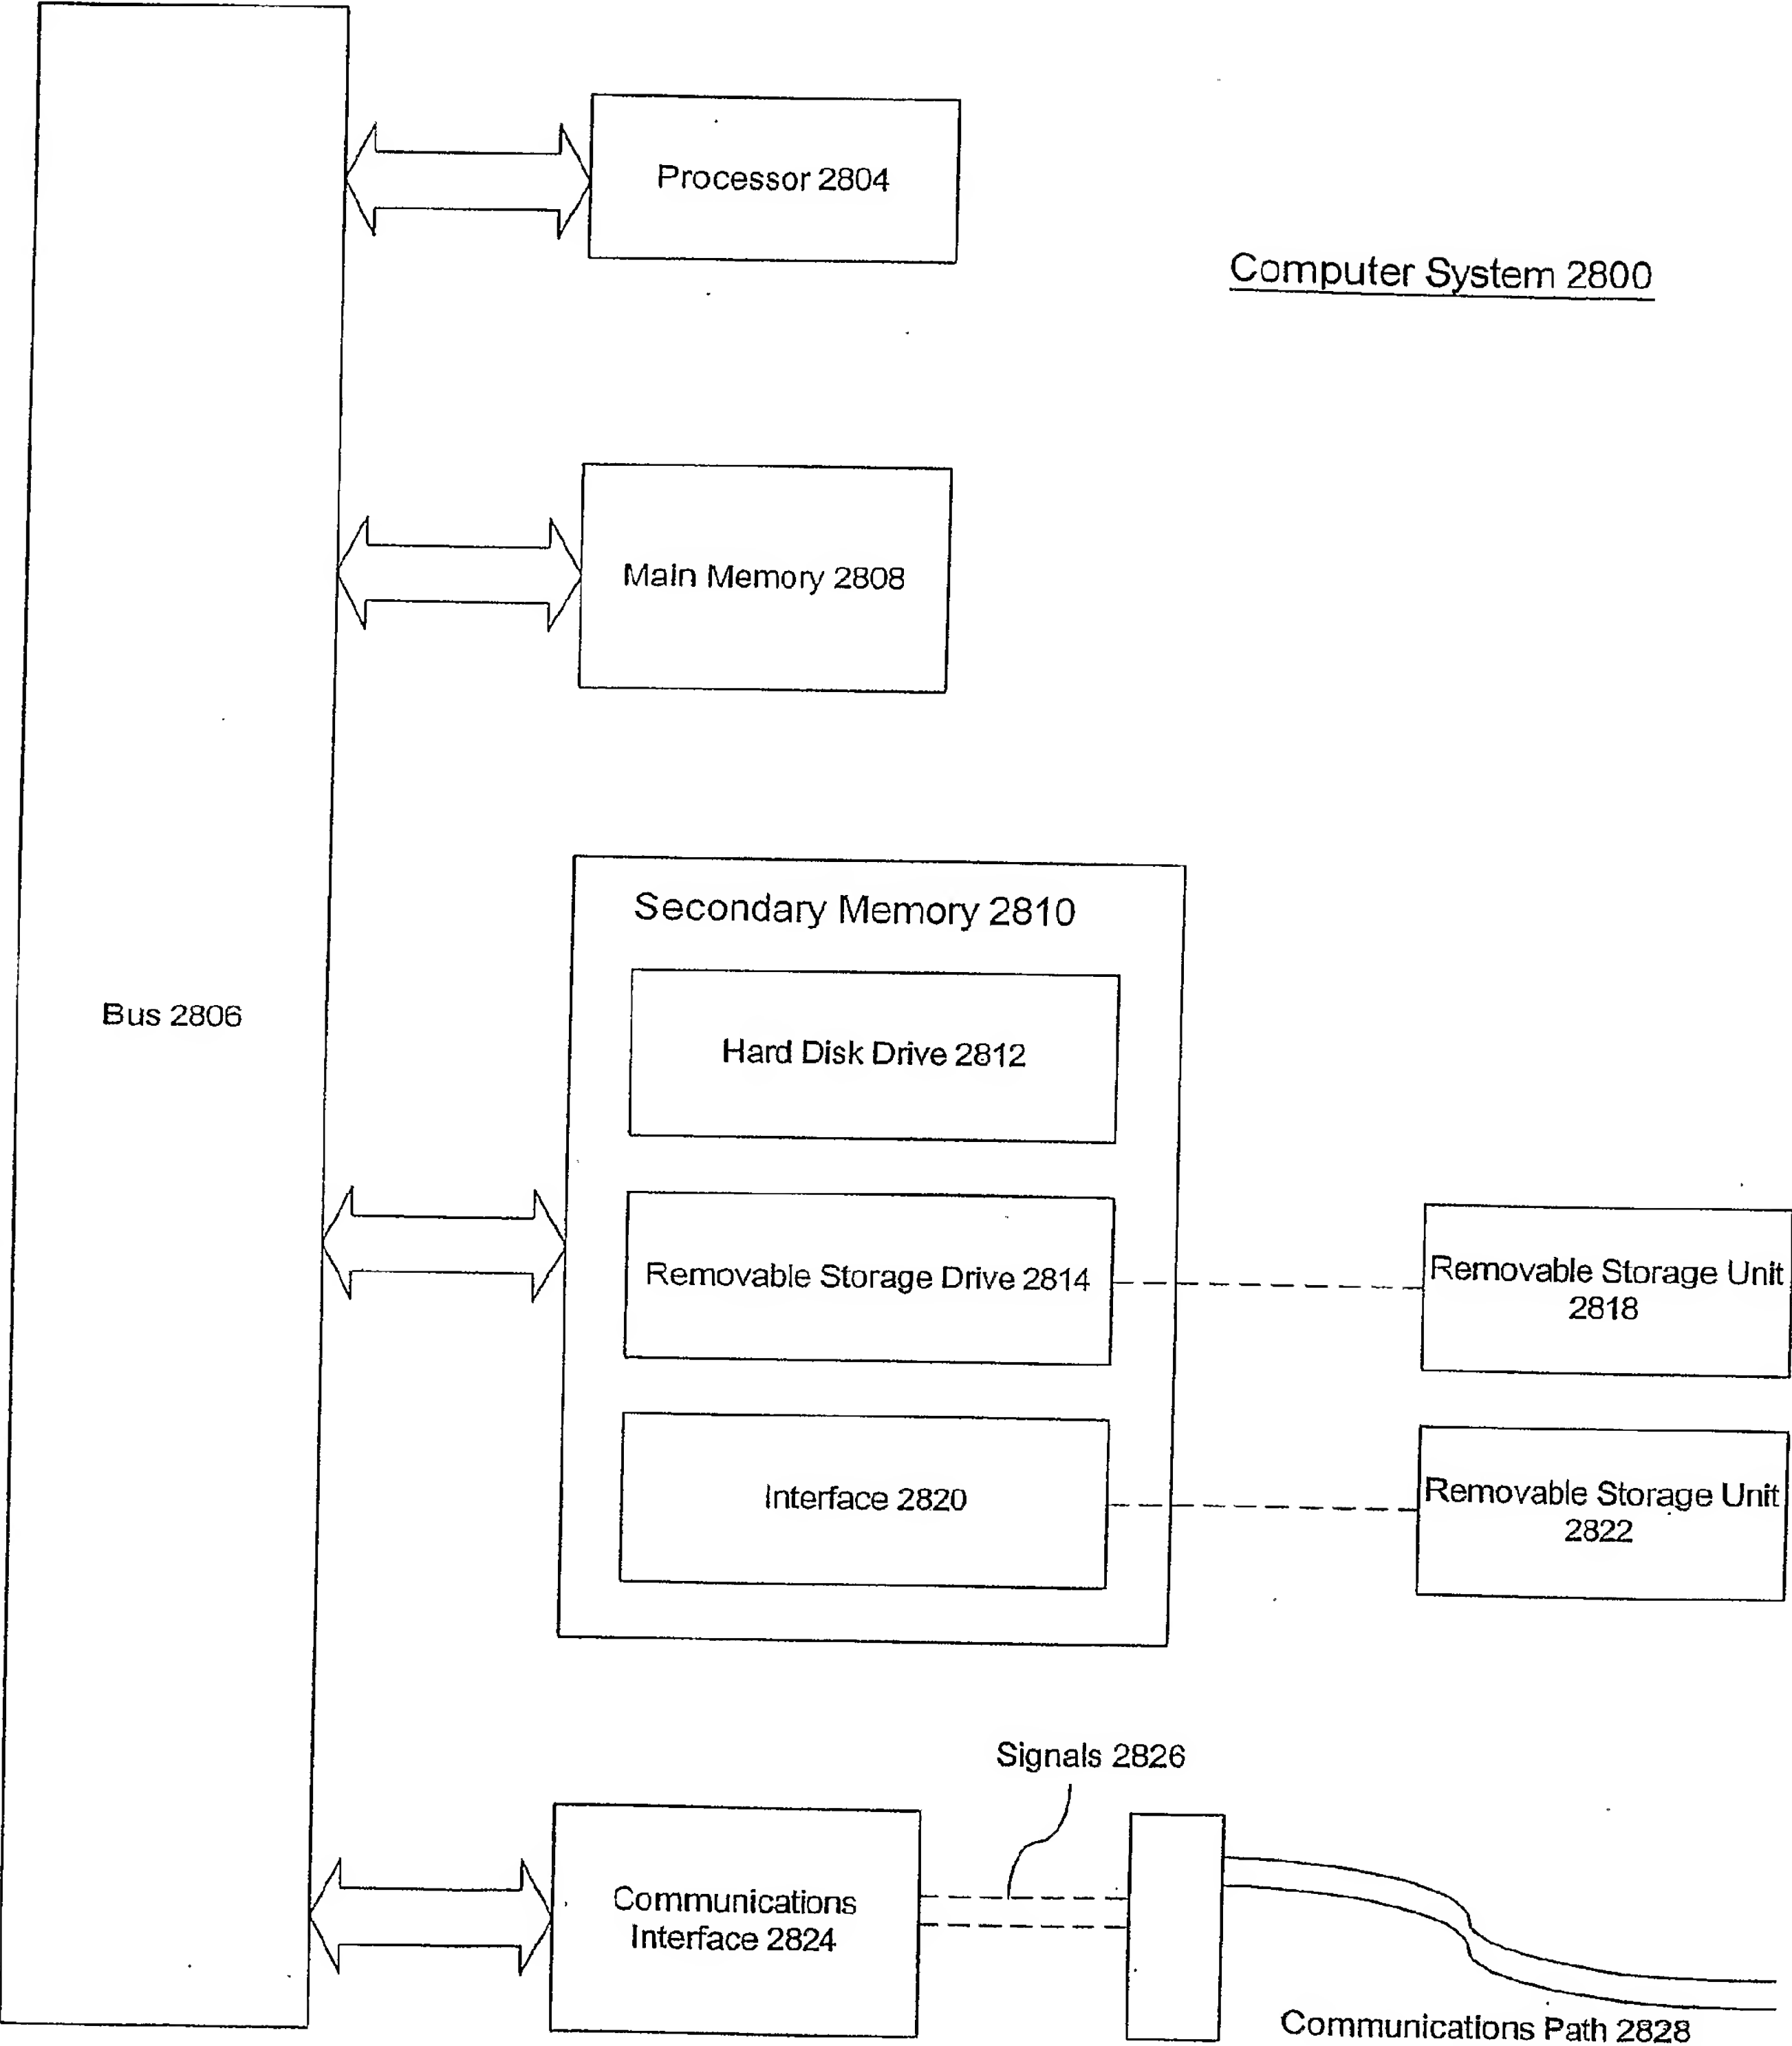 Processor 2804
Computer System 2800
Main Memory 2808
Secondary Memory 2810
Bus 2806
Hard Disk Drive 2812
Removable Storage Drive 2814
Removable Storage Unit
2818
Interface 2820
Removable Storage Unit
2822
Signals 2826
Communications
Interface 2824
Communications Path 2828